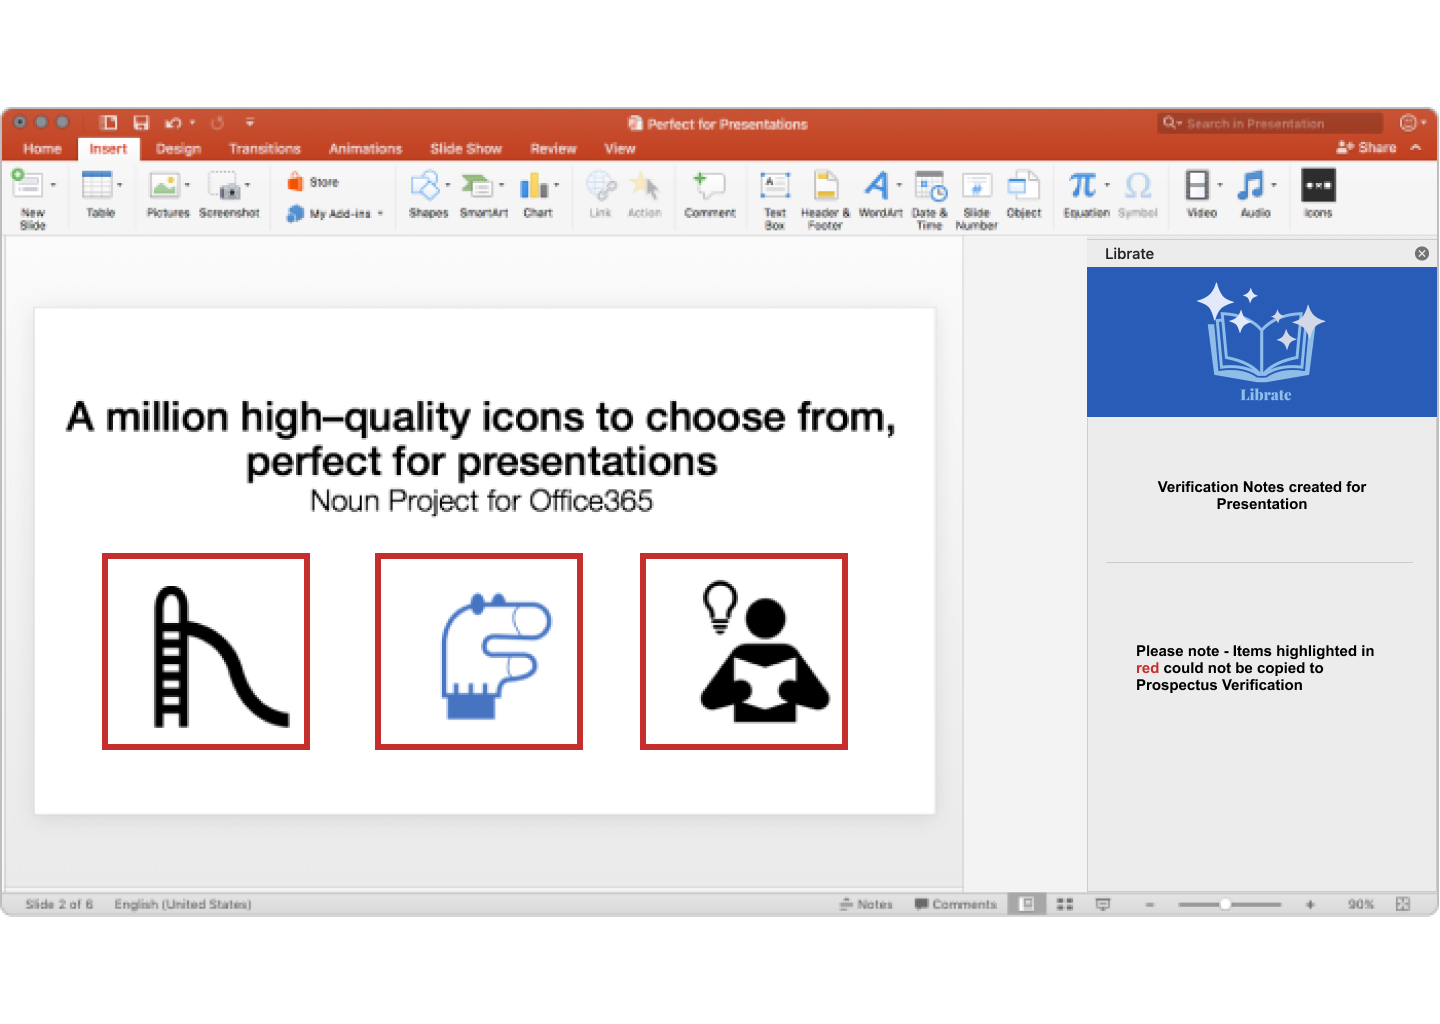 Perfect for Presentations
Search in Presentation
Home Insert Design Transitions Animations Slide Show Review View
Share
New Slide
Table
Pictures
Screenshot
Store
My Add-ins
Shapes
SmartArt
Chart
Link
Action
Comment
Text Box
Header & Footer
WordArt
Date & Time
Slide Number
Object
Equation
Symbol
Video
Audio
Icons
A million high–quality icons to choose from,
perfect for presentations
Noun Project for Office365
Librate
Librate
Verification Notes created for
Presentation
Please note - Items highlighted in
red could not be copied to
Prospectus Verification
Slide 2 of 6 English (United States) Notes Comments 90%